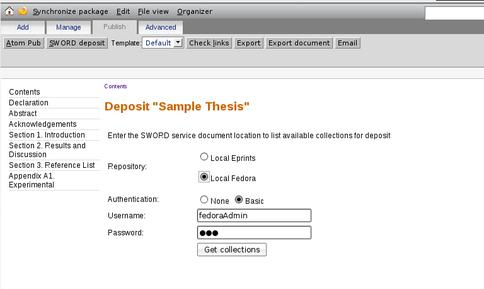 Synchronize package Edit File view Organizer
Add Manage Publish Advanced
Atom Pub SWORD deposit Template: Default Check links Export Export document Email
Contents
Contents
Declaration
Abstract
Acknowledgements
Section 1. Introduction
Section 2. Results and
Discussion
Section 3. Reference List
Appendix A1.
Experimental
Deposit "Sample Thesis"
Enter the SWORD service document location to list available collections for deposit
Repository:
Local Eprints
Local Fedora
Authentication: None Basic
Username: fedoraAdmin
Password: ●●●
Get collections